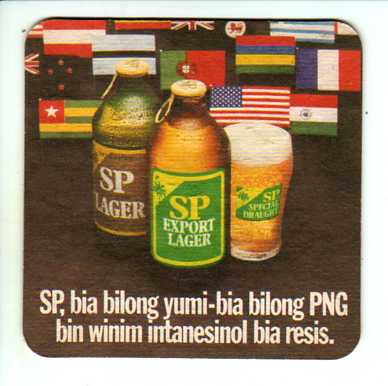 SP
LAGER
SP
EXPORT
LAGER
SP
SPECIAL
DRAUGHT
SP, bia bilong yumi-bia bilong PNG
bin winim intanesinol bia resis.